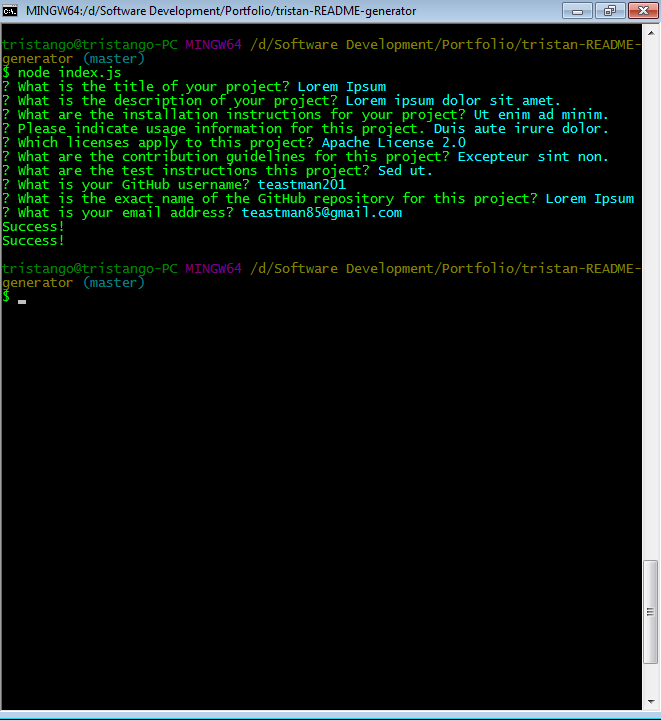 MINGW64:/d/Software Development/Portfolio/tristan-README-generator
tristango@tristango-PC MINGW64 /d/Software Development/Portfolio/tristan-README-
generator (master)
$ node index.js
? What is the title of your project? Lorem Ipsum
? What is the description of your project? Lorem ipsum dolor sit amet.
? What are the installation instructions for your project? Ut enim ad minim.
? Please indicate usage information for this project. Duis aute irure dolor.
? Which licenses apply to this project? Apache License 2.0
? What are the contribution guidelines for this project? Excepteur sint non.
? What are the test instructions this project? Sed ut.
? What is your GitHub username? teastman201
? What is the exact name of the GitHub repository for this project? Lorem Ipsum
? What is your email address? teastman85@gmail.com
Success!
Success!
tristango@tristango-PC MINGW64 /d/Software Development/Portfolio/tristan-README-
generator (master)
$